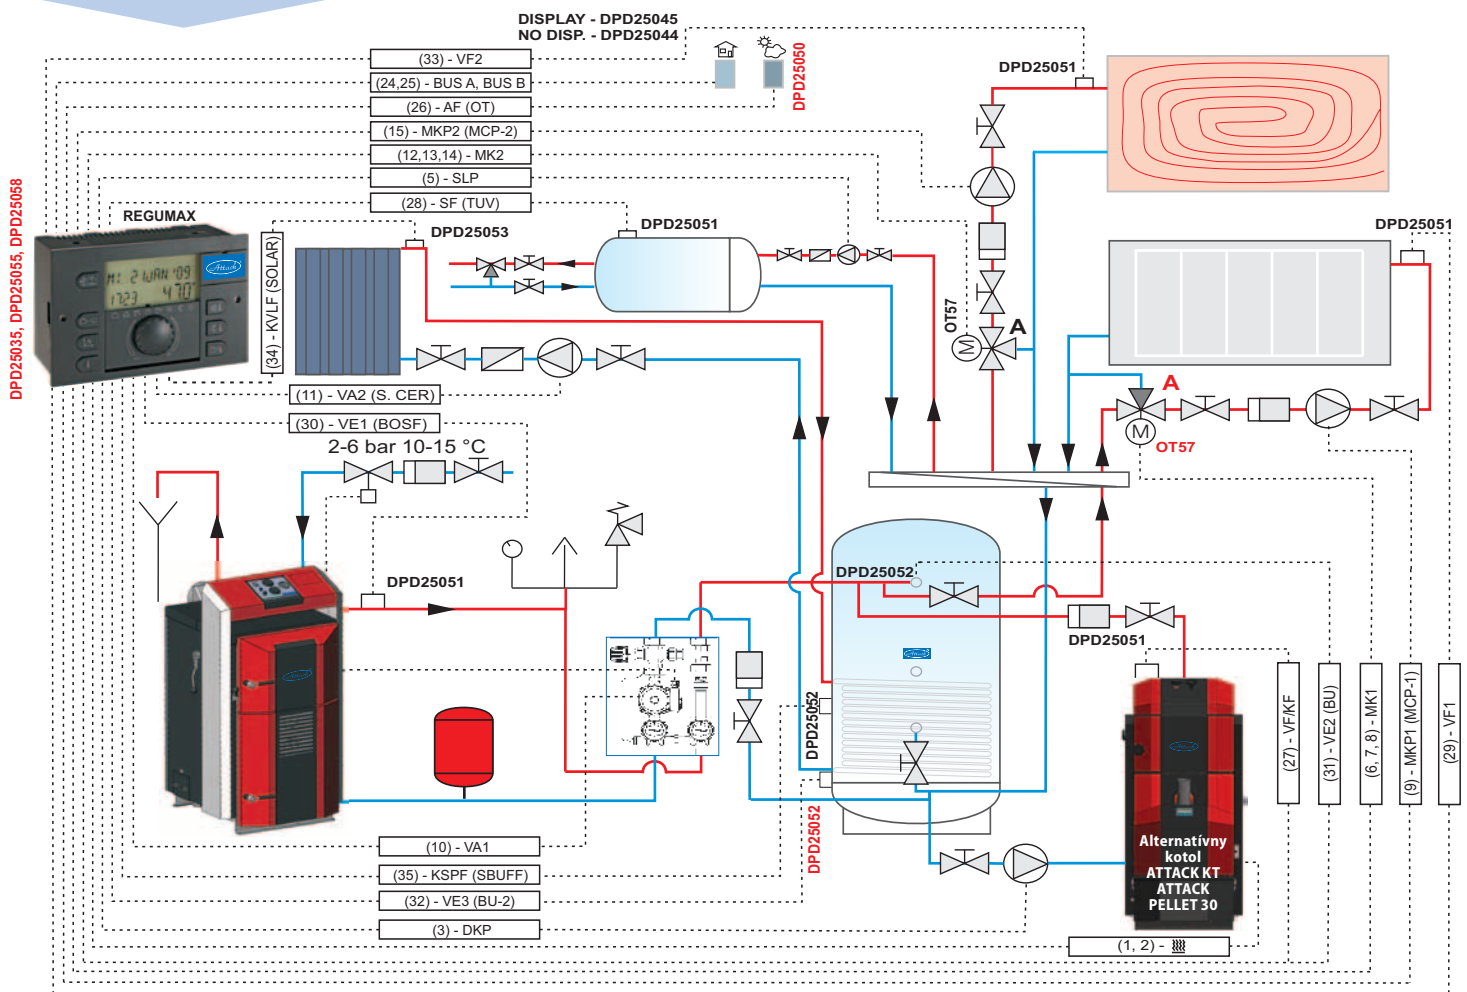 DISPLAY - DPD25045
NO DISP. - DPD25044
(33) - VF2
(24,25) - BUS A, BUS B
(26) - AF (OT)
(15) - MKP2 (MCP-2)
(12,13,14) - MK2
(5) - SLP
(28) - SF (TUV)
DPD25050
DPD25051
DPD25035, DPD25055, DPD25058
REGUMAX
Attack
(34) - KVLF (SOLAR)
DPD25053
DPD25051
DPD25051
OT57
M
A
A
M
OT57
(11) - VA2 (S. CER)
(30) - VE1 (BOSF)
2-6 bar 10-15 °C
DPD25051
DPD25052
DPD25051
Attack
DPD25052
DPD25052
(27) - VF/KF
(31) - VE2 (BU)
(6, 7, 8) - MK1
(9) - MKP1 (MCP-1)
(29) - VF1
Alternatívny
kotol
ATTACK KT
ATTACK
PELLET 30
(10) - VA1
(35) - KSPF (SBUFF)
(32) - VE3 (BU-2)
(3) - DKP
(1, 2) -